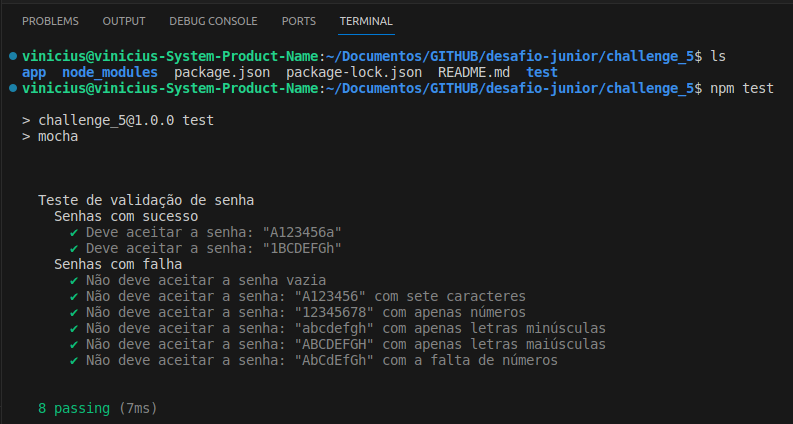 PROBLEMS OUTPUT DEBUG CONSOLE PORTS TERMINAL
vinicius@vinicius-System-Product-Name:~/Documentos/GITHUB/desafio-junior/challenge_5$ ls
app node_modules package.json package-lock.json README.md test
vinicius@vinicius-System-Product-Name:~/Documentos/GITHUB/desafio-junior/challenge_5$ npm test
> challenge_5@1.0.0 test
> mocha
Teste de validação de senha
Senhas com sucesso
✔ Deve aceitar a senha: "A123456a"
✔ Deve aceitar a senha: "1BCDEFGh"
Senhas com falha
✔ Não deve aceitar a senha vazia
✔ Não deve aceitar a senha: "A123456" com sete caracteres
✔ Não deve aceitar a senha: "12345678" com apenas números
✔ Não deve aceitar a senha: "abcdefgh" com apenas letras minúsculas
✔ Não deve aceitar a senha: "ABCDEFGH" com apenas letras maiúsculas
✔ Não deve aceitar a senha: "AbCdEfGh" com a falta de números
8 passing (7ms)